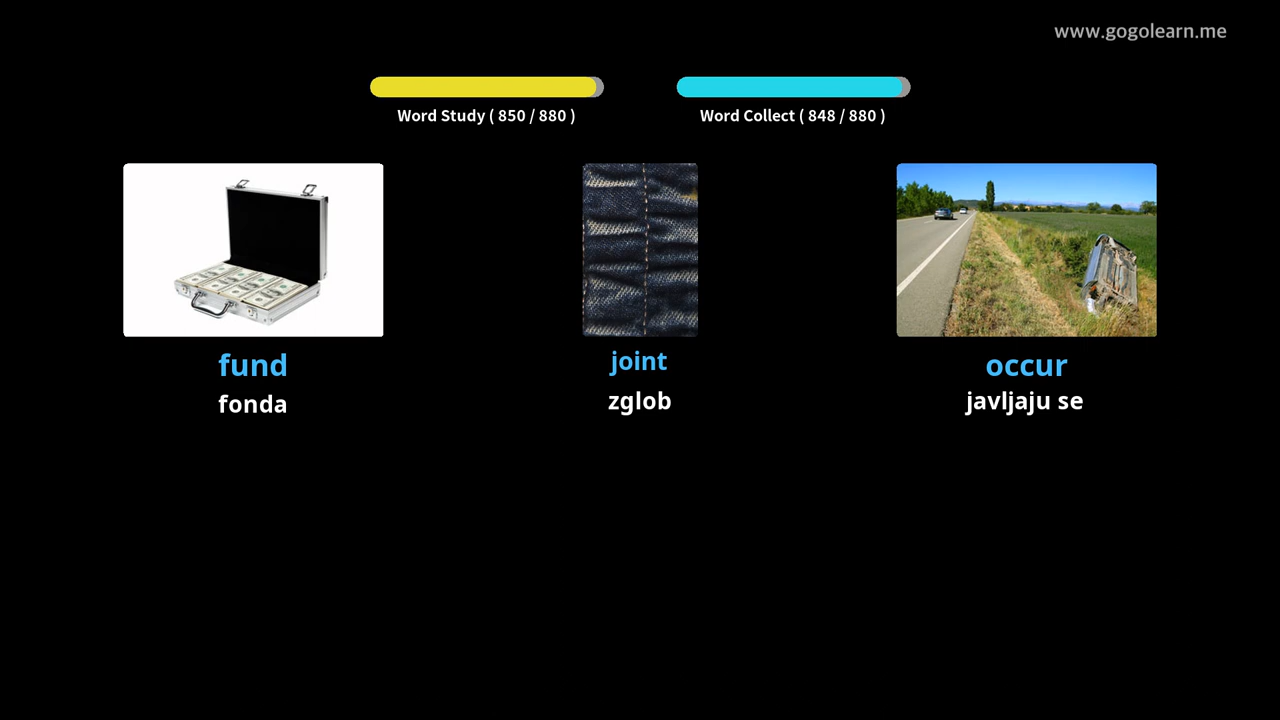 www.gogolearn.me
Word Study ( 850 / 880 )
Word Collect ( 848 / 880 )
fund
fonda
joint
zglob
occur
javljaju se